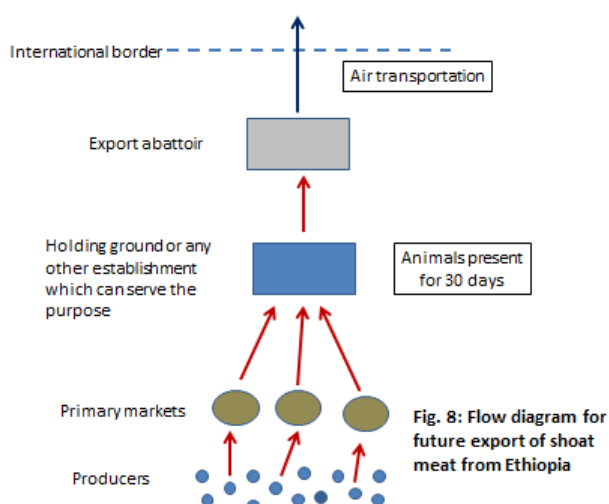 International border
Air transportation
Export abattoir
Holding ground or any
other establishment
which can serve the
purpose
Animals present
for 30 days
Primary markets
Fig. 8: Flow diagram for
future export of shoat
meat from Ethiopia
Producers